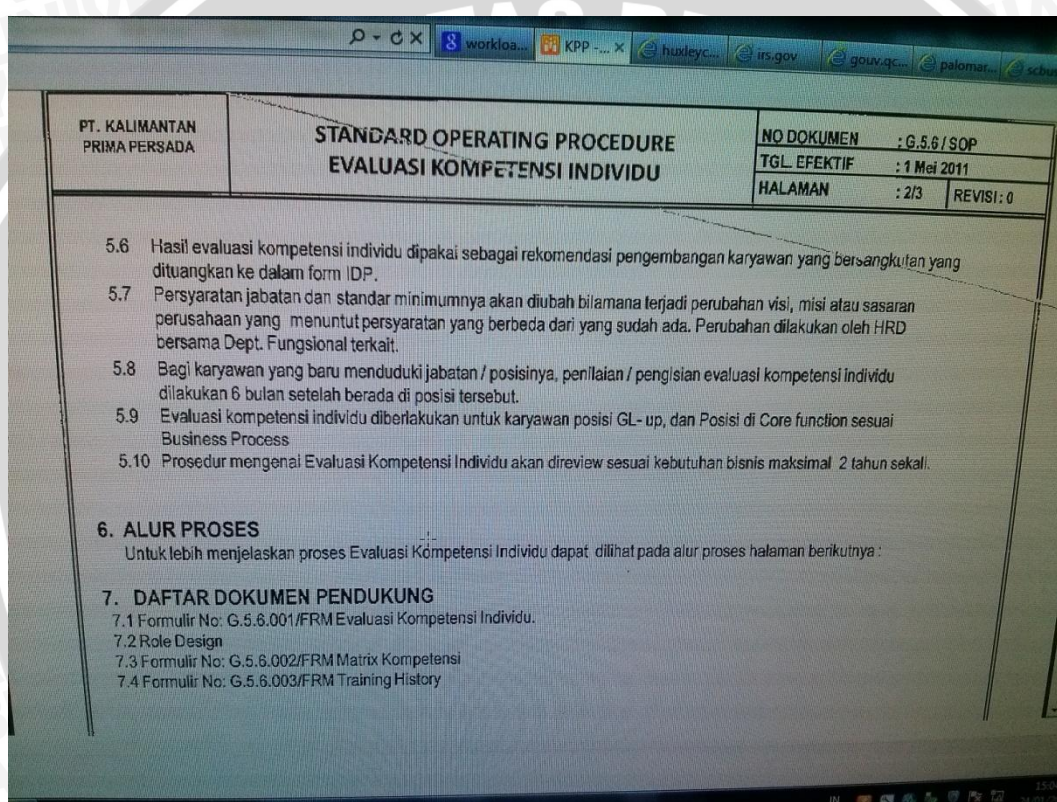 workloa...
KPP -...
huxleyc...
irs.gov
gouv.qc...
palomar...
PT. KALIMANTAN
PRIMA PERSADA
STANDARD OPERATING PROCEDURE
EVALUASI KOMPETENSI INDIVIDU
NO DOKUMEN : G.5.6 / SOP
TGL. EFEKTIF : 1 Mei 2011
HALAMAN : 2/3 REVISI : 0
5.6 Hasil evaluasi kompetensi individu dipakai sebagai rekomendasi pengembangan karyawan yang bersangkutan yang
dituangkan ke dalam form IDP.
5.7 Persyaratan jabatan dan standar minimumnya akan diubah bilamana terjadi perubahan visi, misi atau sasaran
perusahaan yang menuntut persyaratan yang berbeda dari yang sudah ada. Perubahan dilakukan oleh HRD
bersama Dept. Fungsional terkait.
5.8 Bagi karyawan yang baru menduduki jabatan / posisinya, penilaian / pengisian evaluasi kompetensi individu
dilakukan 6 bulan setelah berada di posisi tersebut.
5.9 Evaluasi kompetensi individu diberlakukan untuk karyawan posisi GL- up, dan Posisi di Core function sesuai
Business Process
5.10 Prosedur mengenai Evaluasi Kompetensi Individu akan direview sesuai kebutuhan bisnis maksimal 2 tahun sekali.
6. ALUR PROSES
Untuk lebih menjelaskan proses Evaluasi Kompetensi Individu dapat dilihat pada alur proses halaman berikutnya :
7. DAFTAR DOKUMEN PENDUKUNG
7.1 Formulir No: G.5.6.001/FRM Evaluasi Kompetensi Individu.
7.2 Role Design
7.3 Formulir No: G.5.6.002/FRM Matrix Kompetensi
7.4 Formulir No: G.5.6.003/FRM Training History
IN